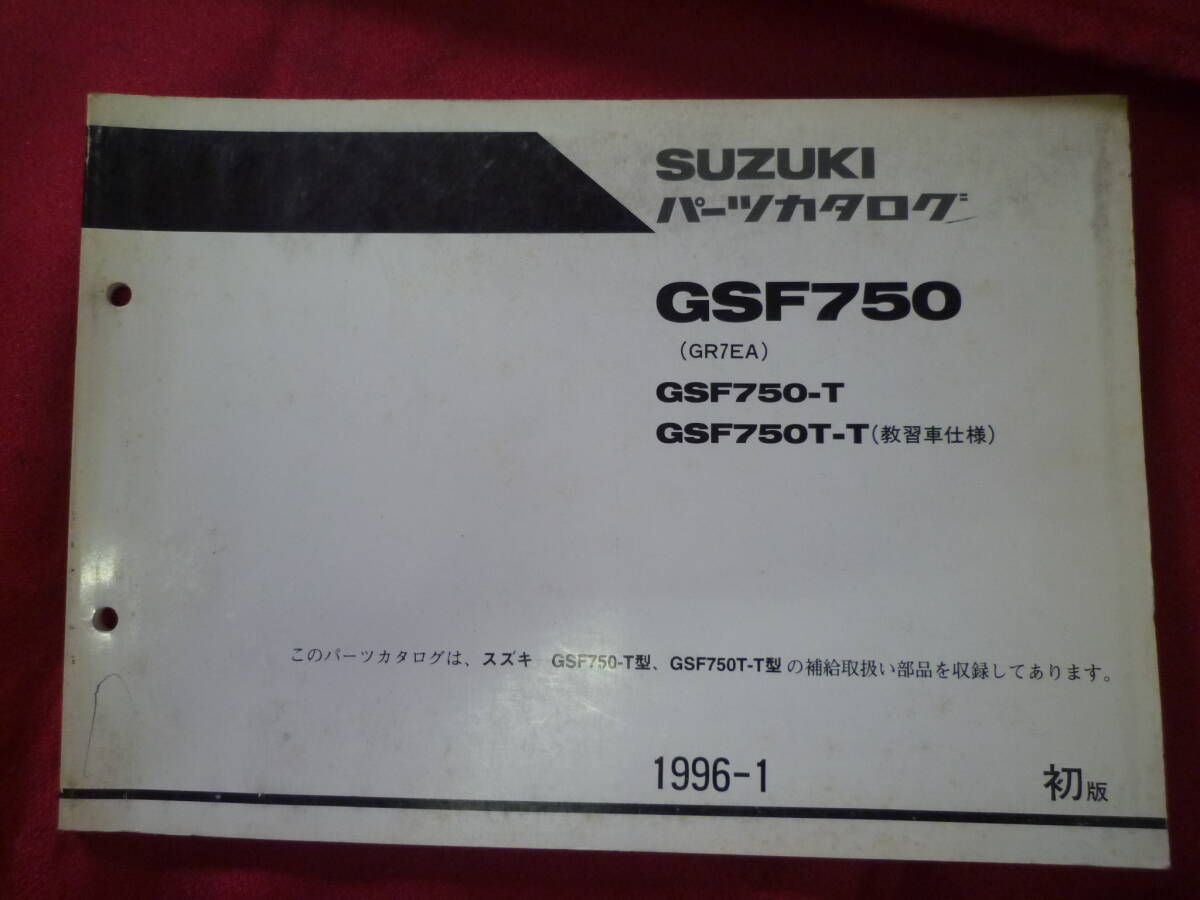 SUZUKI
パーツカタログ
GSF750
(GR7EA)
GSF750-T
GSF750T-T(教習車仕様)
このパーツカタログは、スズキ GSF750-T型、GSF750T-T型の補給取扱い部品を収録してあります。
1996-1 初版